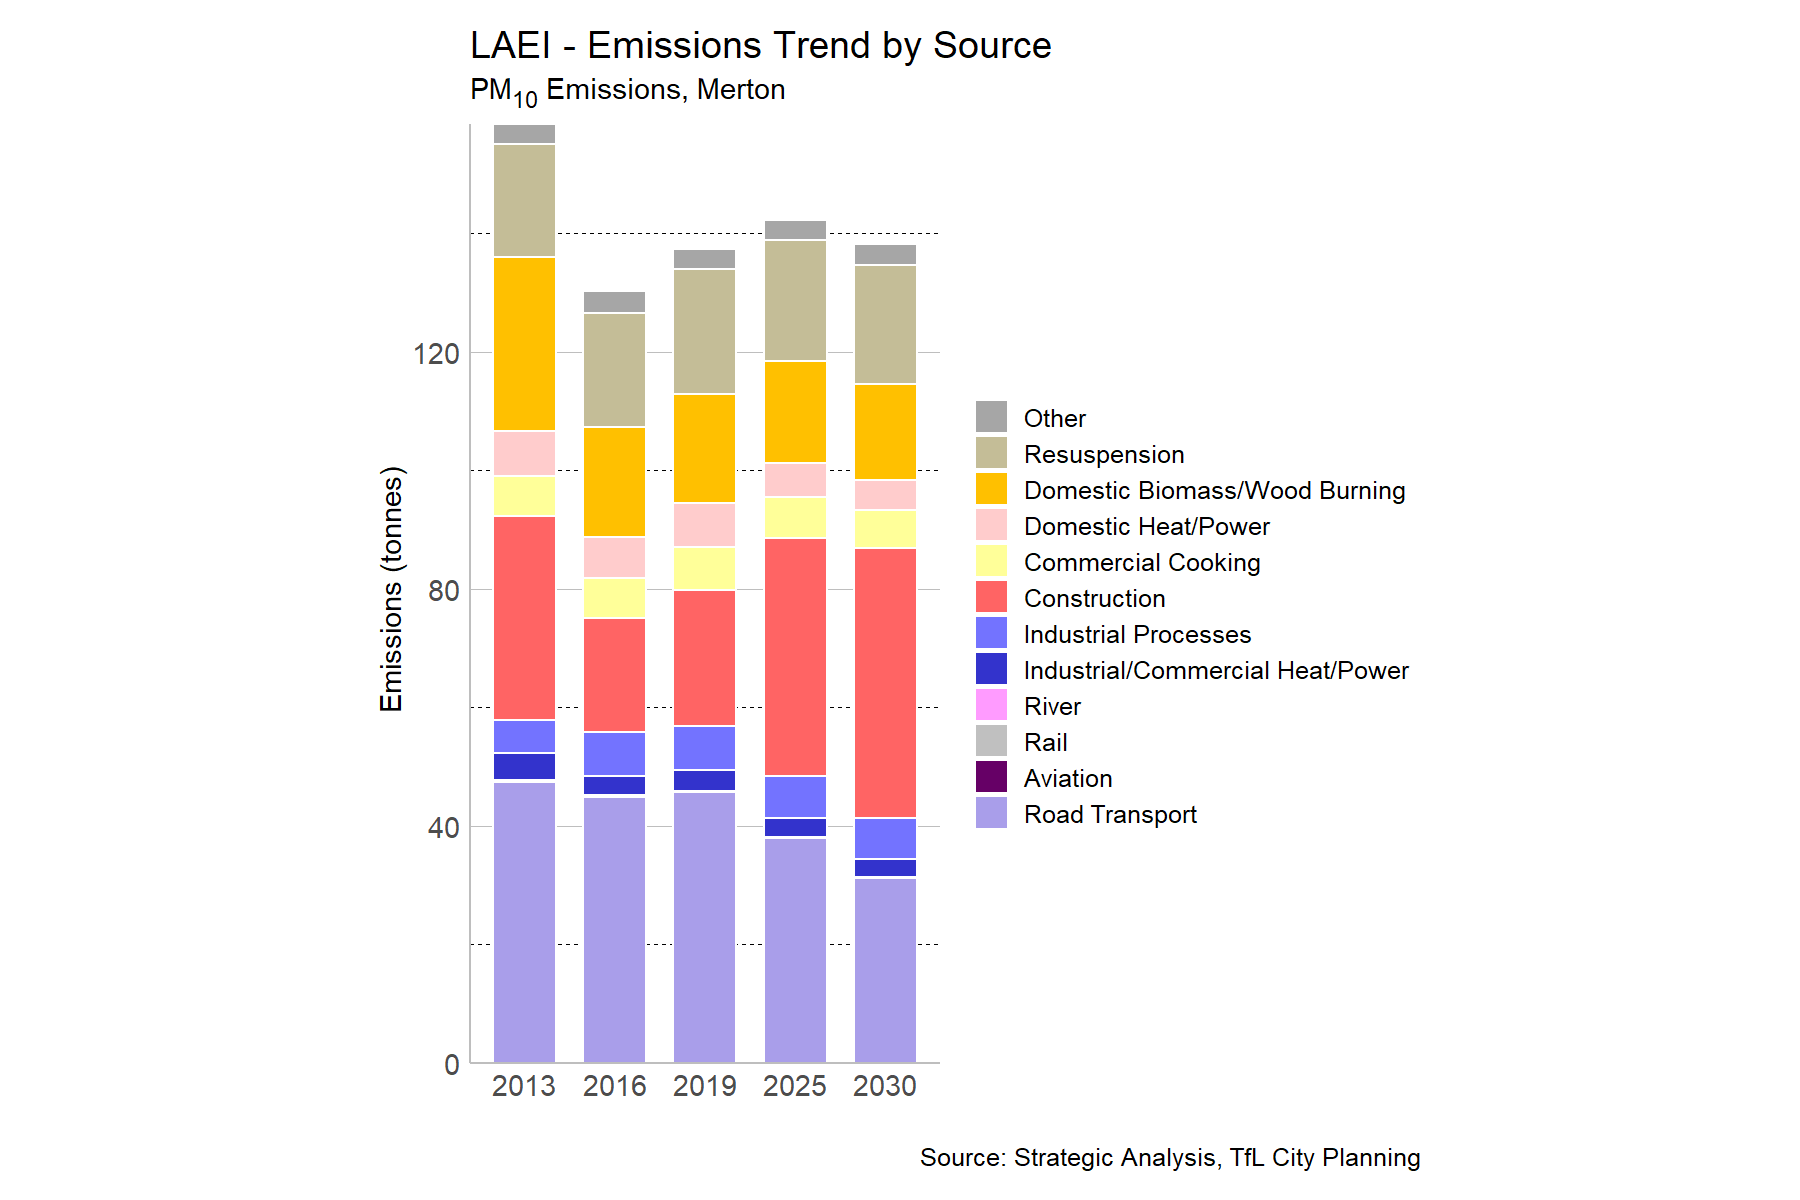 LAEI - Emissions Trend by Source
PM10 Emissions, Merton
Emissions (tonnes)
120
80
40
0
2013 2016 2019 2025 2030
Other
Resuspension
Domestic Biomass/Wood Burning
Domestic Heat/Power
Commercial Cooking
Construction
Industrial Processes
Industrial/Commercial Heat/Power
River
Rail
Aviation
Road Transport
Source: Strategic Analysis, TfL City Planning